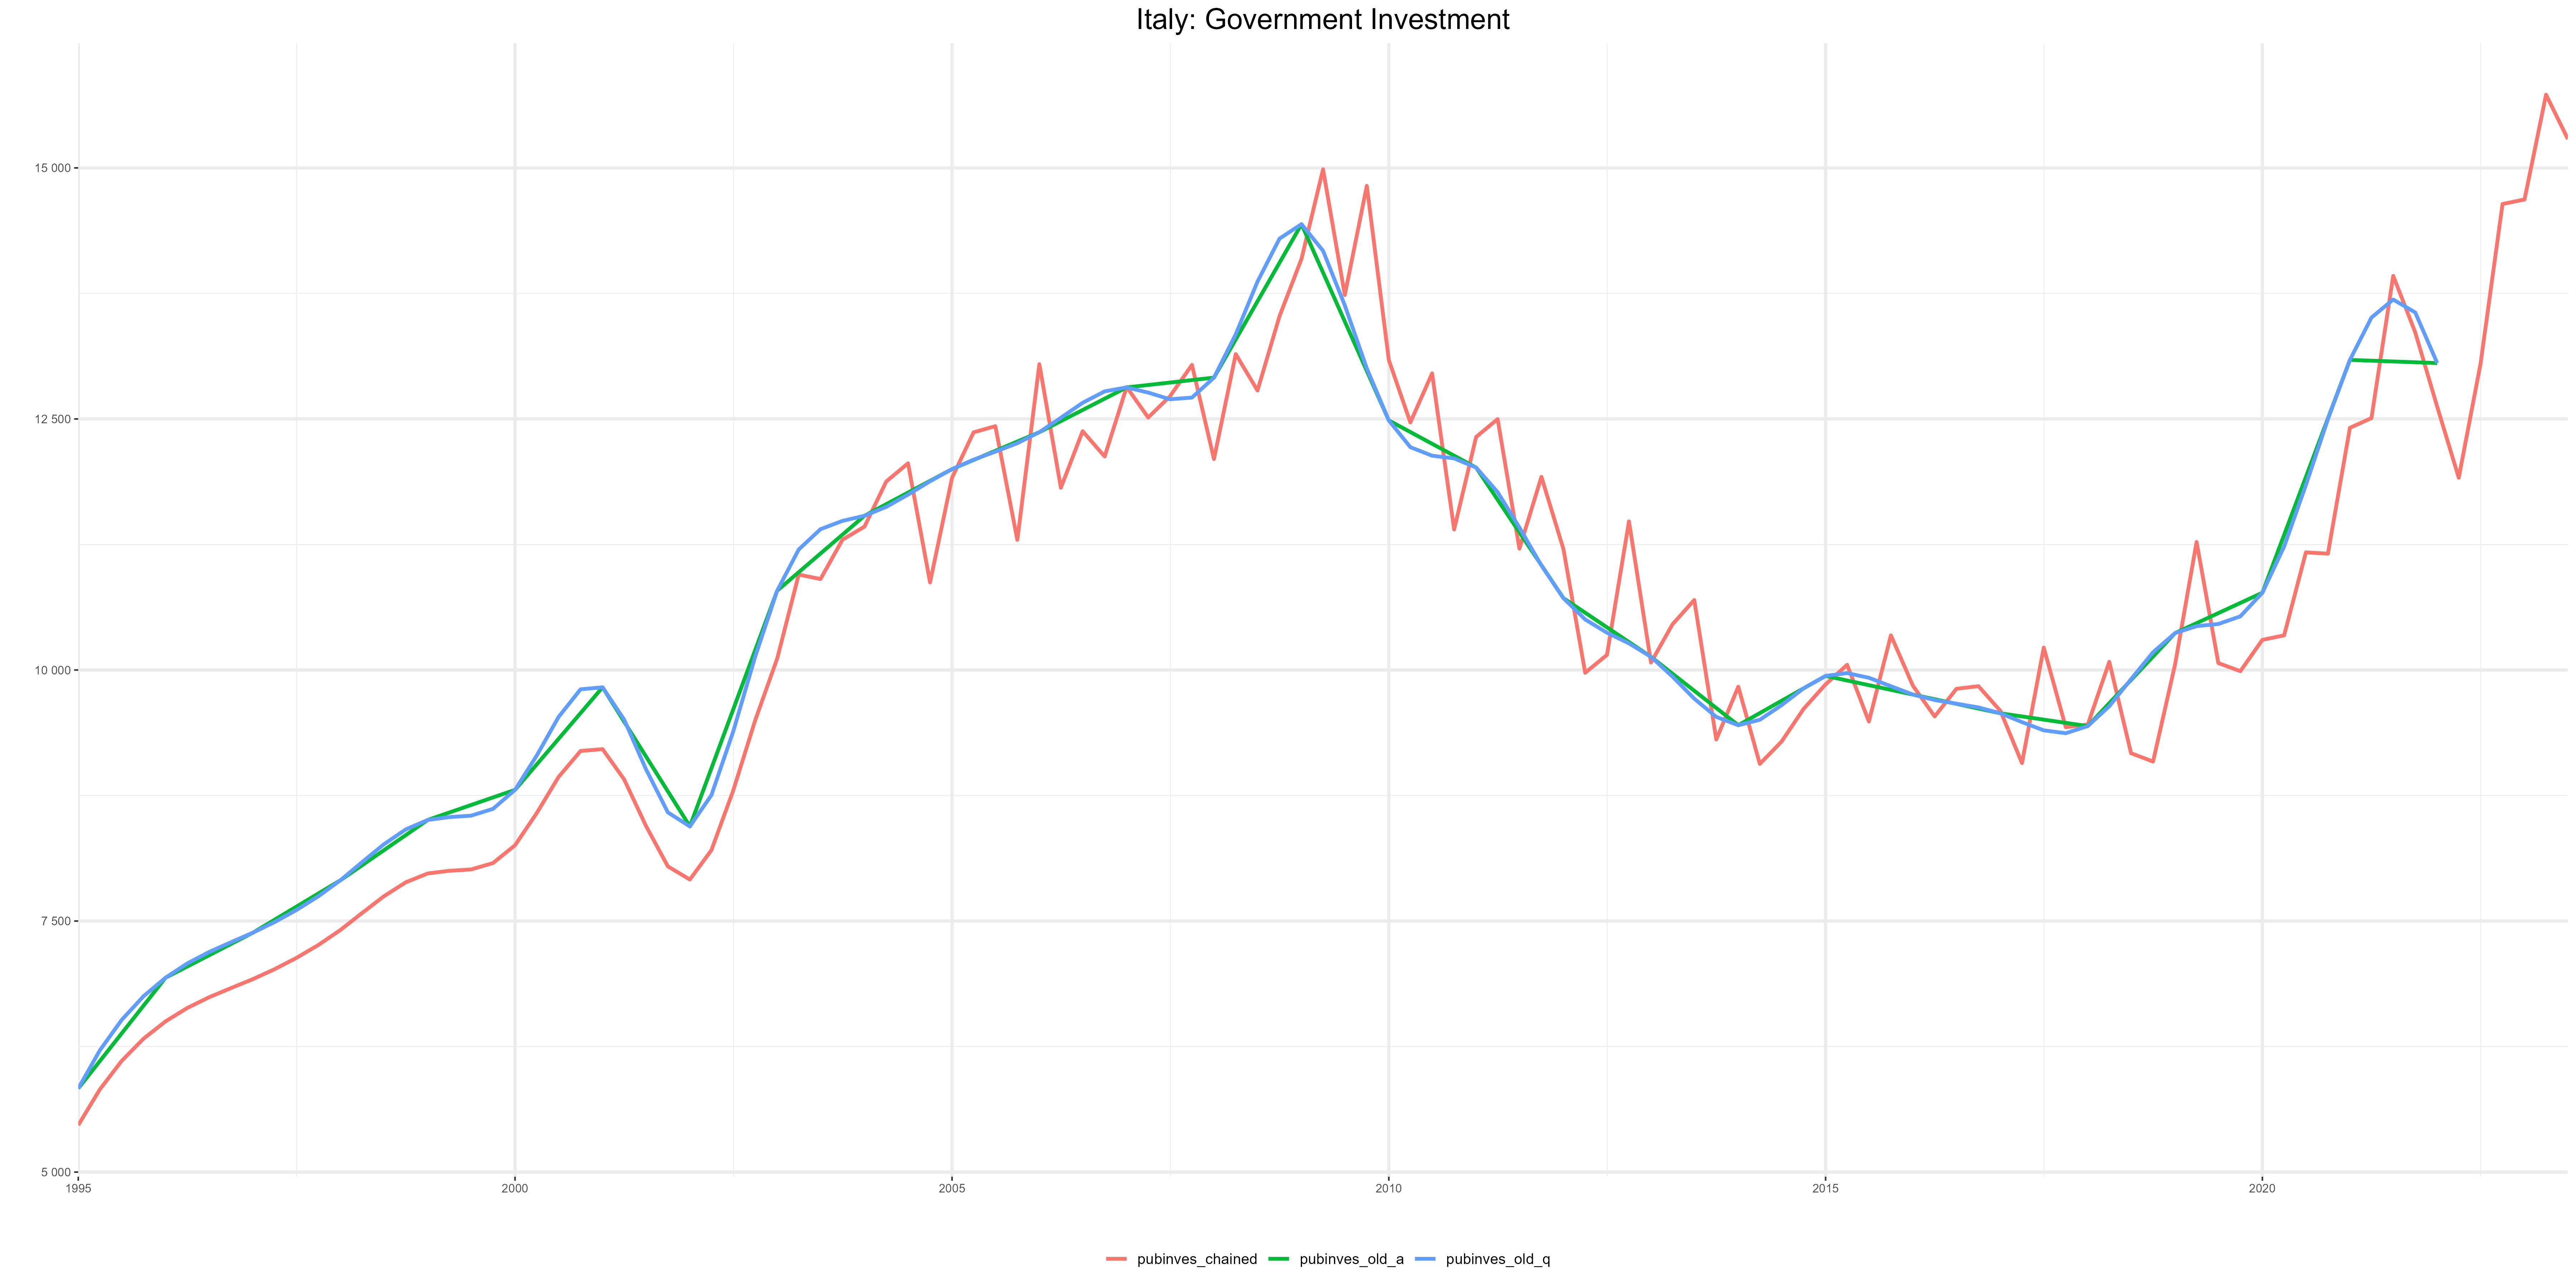 Italy: Government Investment
15 000
12 500
10 000
7 500
5 000
1995 2000 2005 2010 2015 2020
pubinves_chained pubinves_old_a pubinves_old_q